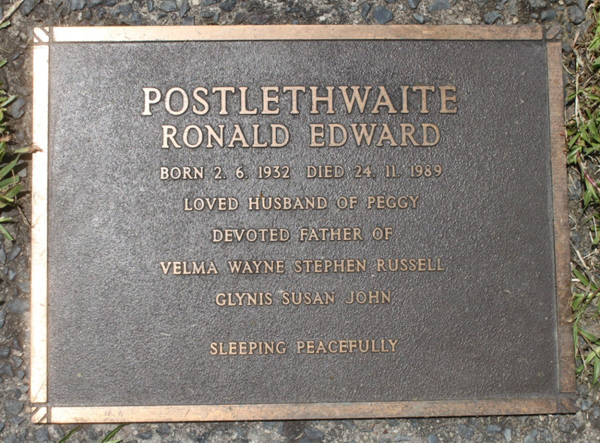 POSTLETHWAITE
RONALD EDWARD
BORN 2. 6. 1932 DIED 24. 11. 1989
LOVED HUSBAND OF PEGGY
DEVOTED FATHER OF
VELMA WAYNE STEPHEN RUSSELL
GLYNIS SUSAN JOHN
SLEEPING PEACEFULLY